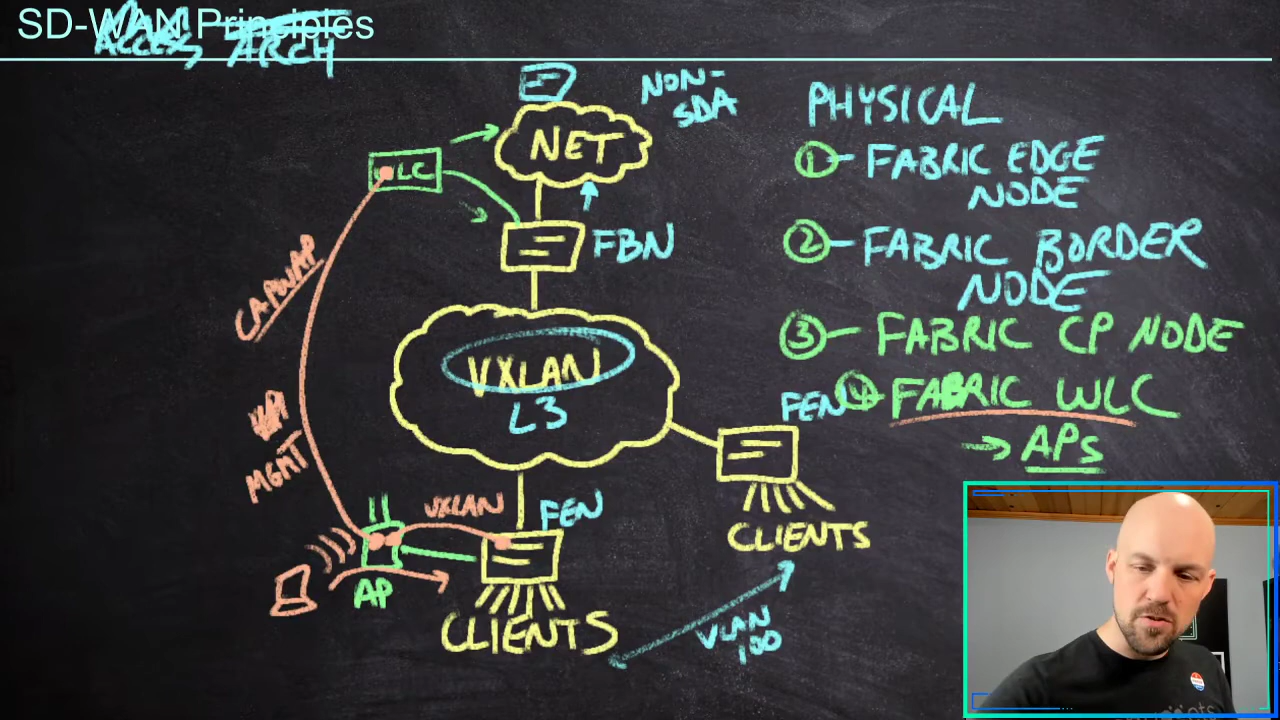 SD-WAN Principles
ACCESS ARCH
NON-
SDA
NET
WLC
FBN
CAPWAP
MGMT
VXLAN
L3
VXLAN
FEN
AP
CLIENTS
FEN
CLIENTS
VLAN
100
PHYSICAL
① - FABRIC EDGE
NODE
② - FABRIC BORDER
NODE
③ - FABRIC CP NODE
④ - FABRIC WLC
→ APs